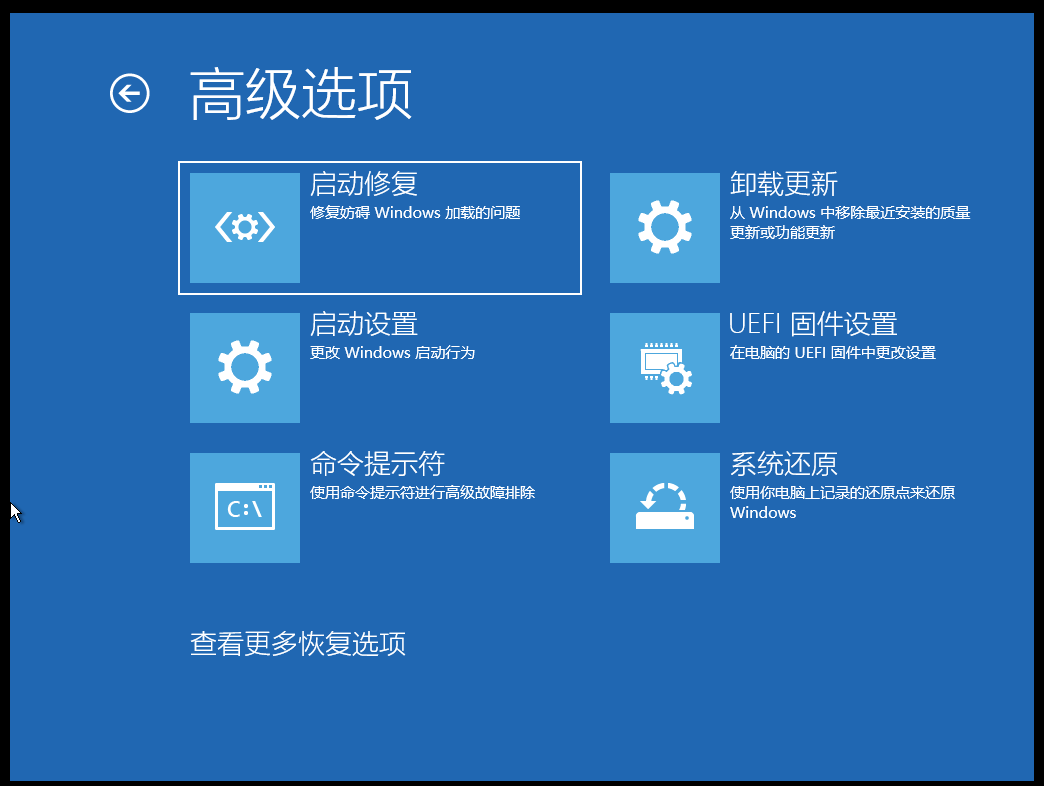 高级选项
启动修复
修复妨碍 Windows 加载的问题
卸载更新
从 Windows 中移除最近安装的质量
更新或功能更新
启动设置
更改 Windows 启动行为
UEFI 固件设置
在电脑的 UEFI 固件中更改设置
命令提示符
使用命令提示符进行高级故障排除
C:\
系统还原
使用你电脑上记录的还原点来还原
Windows
查看更多恢复选项